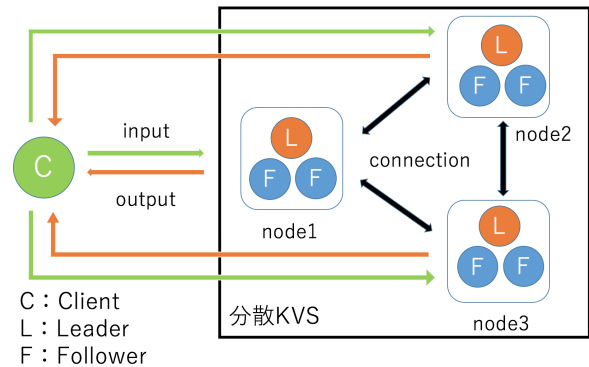 L
F F
node2
input
C
output
L
F F
node1
connection
L
F F
node3
分散KVS
C：Client
L：Leader
F：Follower